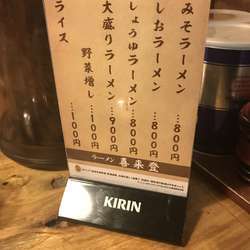 みそラーメン…800円
しおラーメン…800円
しょうゆラーメン…800円
大盛りラーメン…900円
野菜増し…100円
ライス…100円
ラーメン 喜来登
KIRIN